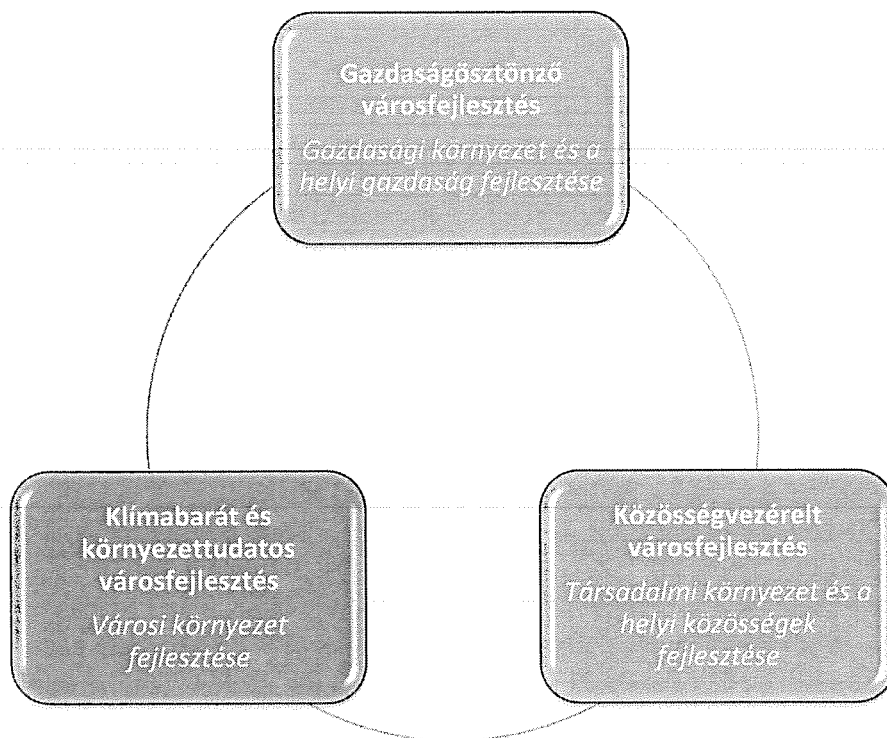 Gazdaságösztönző
városfejlesztés
Gazdasági környezet és a
helyi gazdaság fejlesztése
Klímabarát és
környezettudatos
városfejlesztés
Városi környezet
fejlesztése
Közösségvezérelt
városfejlesztés
Társadalmi környezet és a
helyi közösségek
fejlesztése